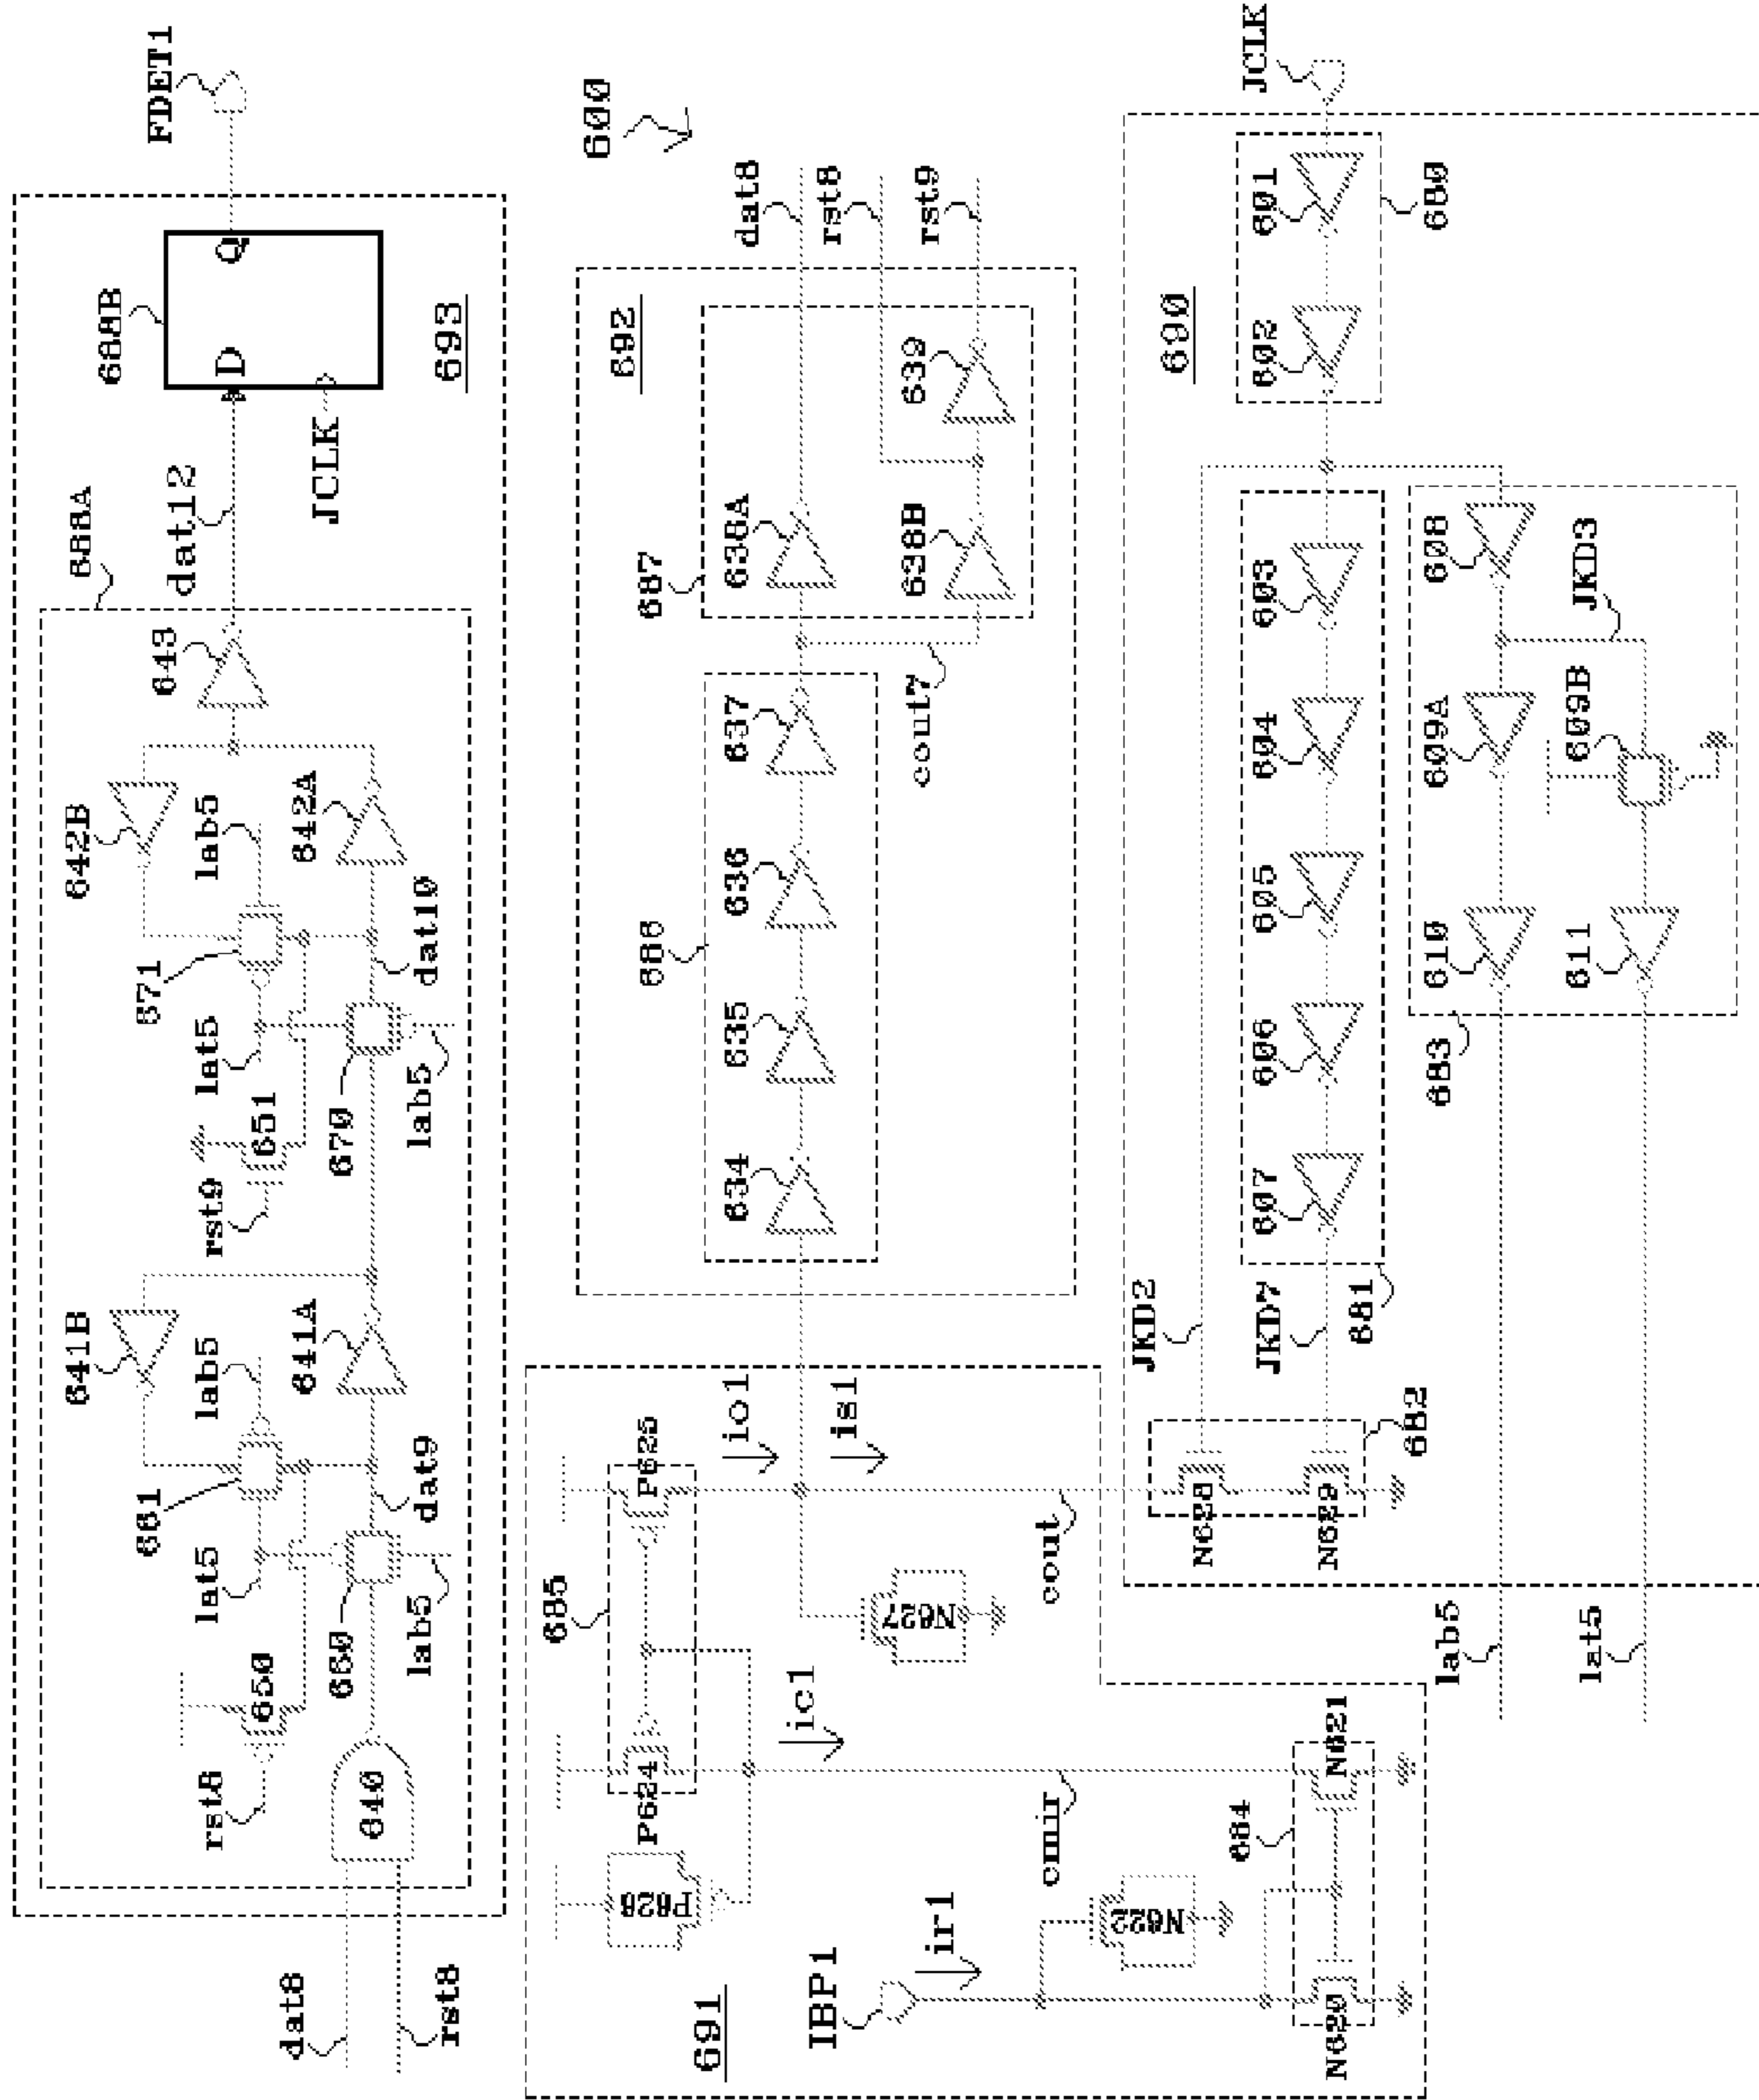 FDET1
688B
D
Q
693
JCLK
dat12
688A
643
642B
lab5
642A
671
lat5
dat10
651
670
lab5
rst9
641B
lab5
641A
661
lat5
dat9
650
660
lab5
rst8
640
data8
rst8
600
dat8
rst8
rst9
692
687
638A
638B
639
686
637
636
635
634
cout7
685
P625
io1
is1
P624
P626
N627
cout
ic1
cmir
691
IBP1
ir1
N622
684
N620
N621
JCLK
690
601
602
680
603
604
605
606
607
681
608
609A
609B
JKD3
610
611
683
JKD2
JKD7
682
N628
N629
lab5
lat5